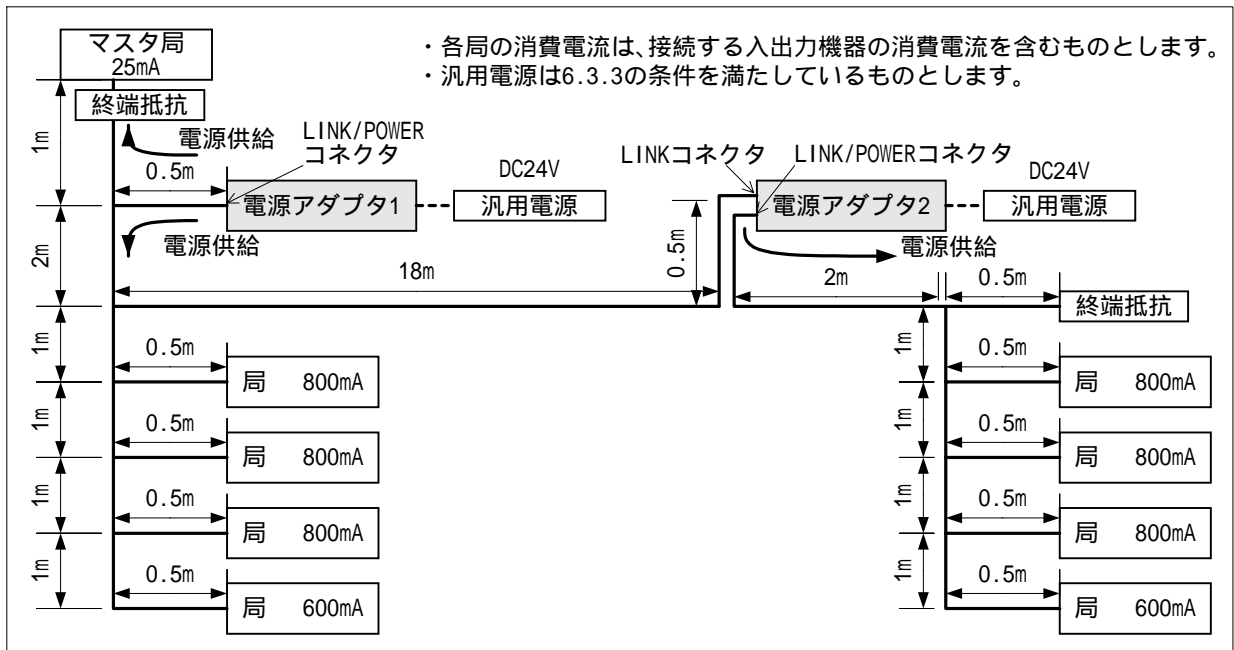 ・各局の消費電流は、接続する入出力機器の消費電流を含むものとします。
・汎用電源は6.3.3の条件を満たしているものとします。
マスタ局
25mA
終端抵抗
1m
電源供給
LINK/POWER
コネクタ
0.5m
電源アダプタ1
DC24V
汎用電源
電源供給
2m
18m
LINKコネクタ
LINK/POWERコネクタ
0.5m
電源アダプタ2
DC24V
汎用電源
電源供給
2m
0.5m
終端抵抗
1m
0.5m
局 800mA
1m
0.5m
局 800mA
1m
0.5m
局 800mA
1m
0.5m
局 600mA
1m
0.5m
局 800mA
1m
0.5m
局 800mA
1m
0.5m
局 800mA
1m
0.5m
局 600mA